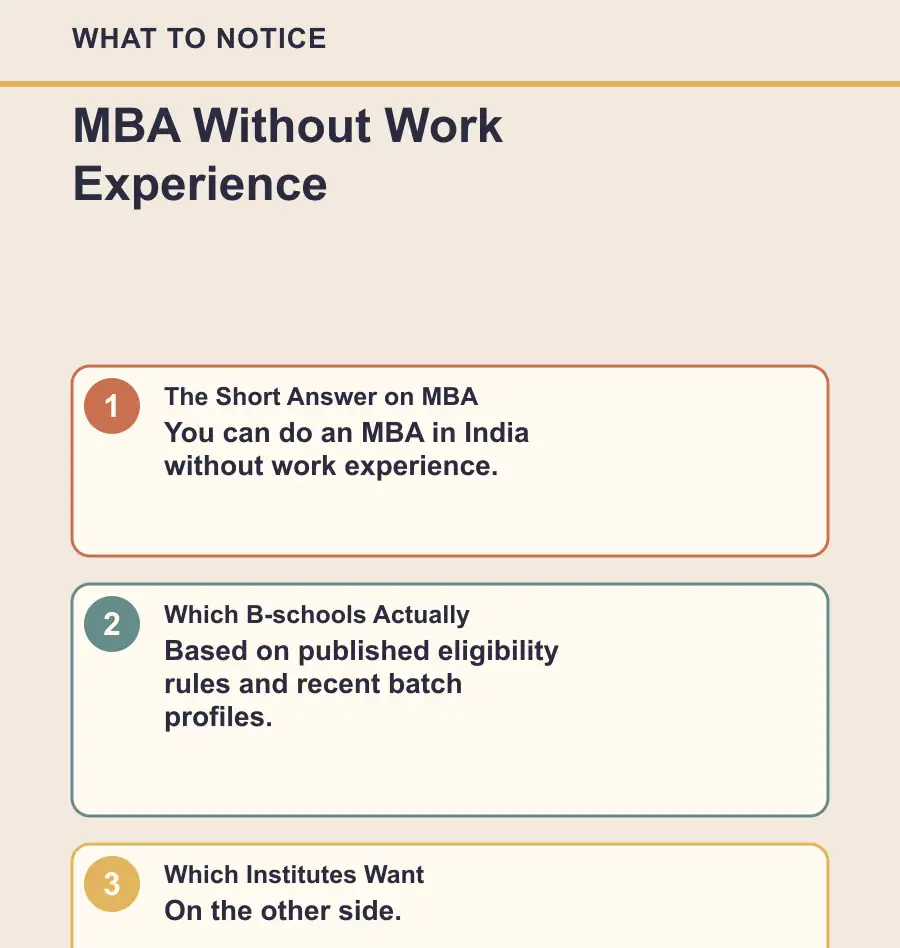 WHAT TO NOTICE
MBA Without Work
Experience
1
The Short Answer on MBA
You can do an MBA in India
without work experience.
2
Which B-schools Actually
Based on published eligibility
rules and recent batch
profiles.
3
Which Institutes Want
On the other side.